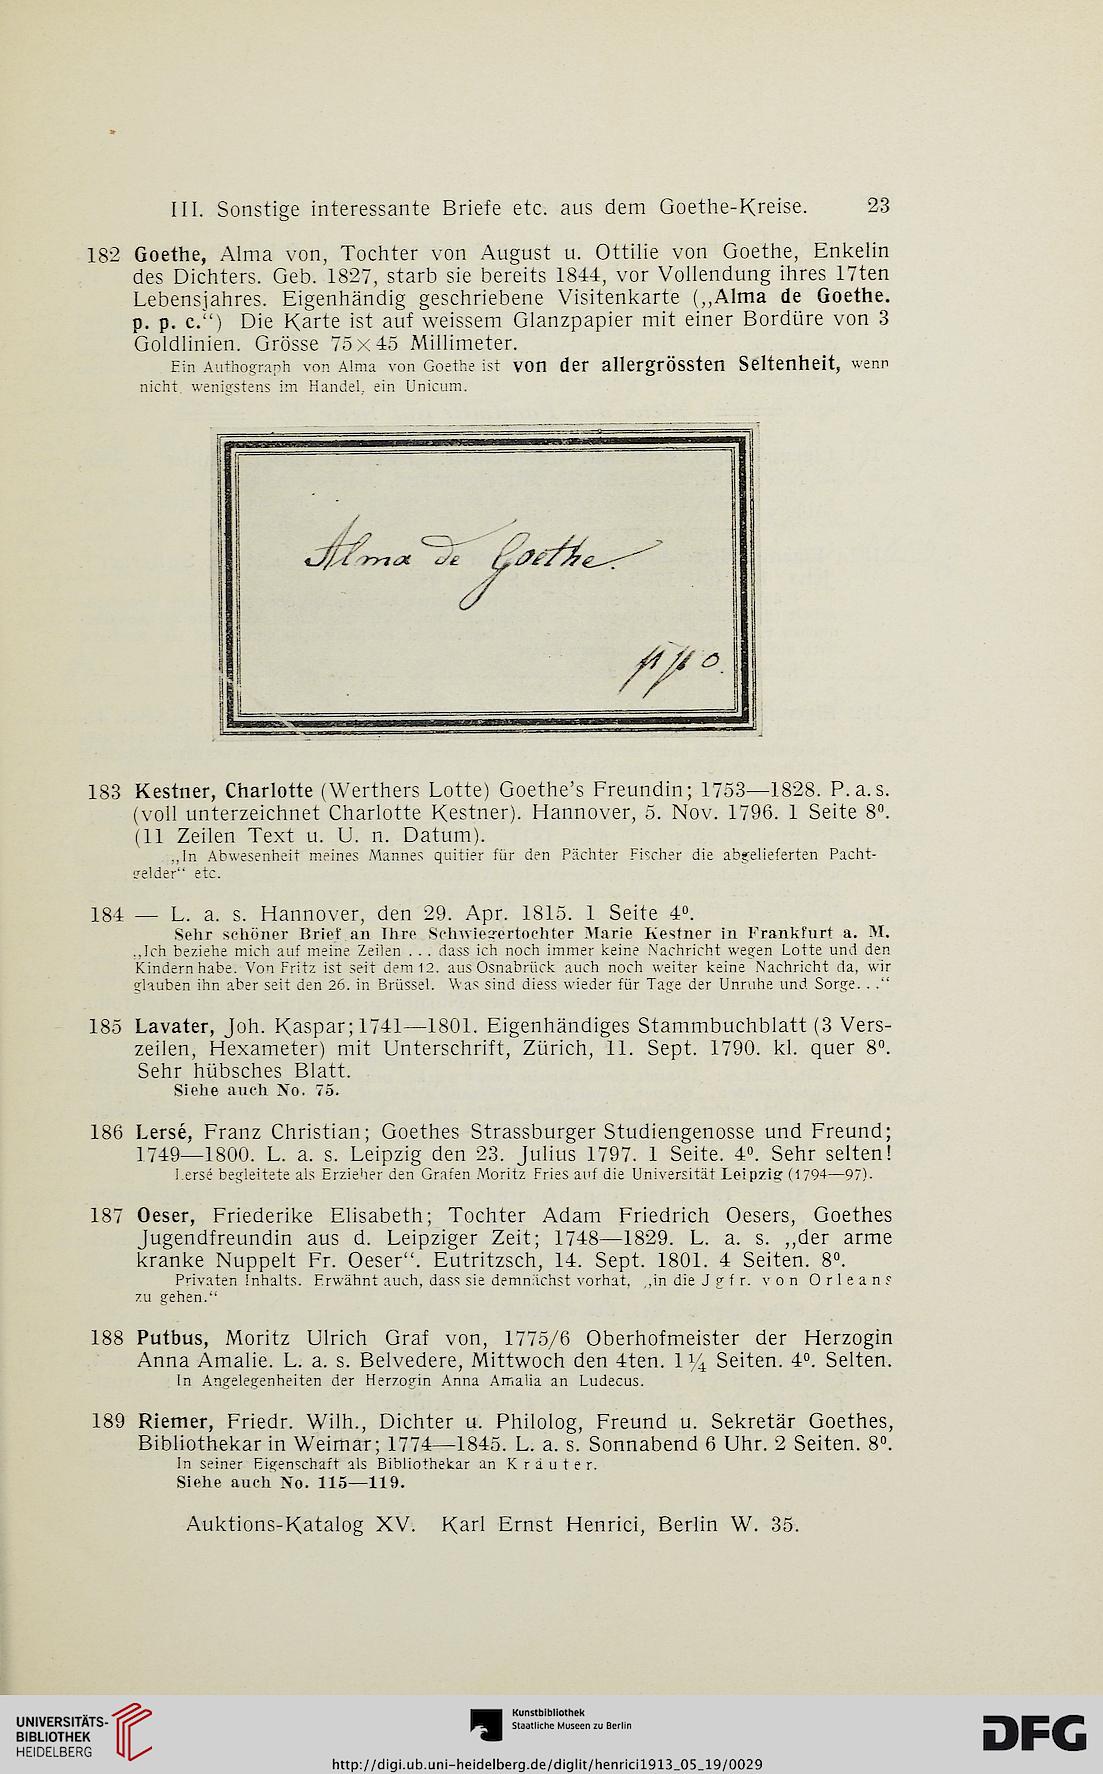 III. Sonstige interessante Briefe etc. aus dem Goethe-Kreise. 23
182 Goethe, Alma von, Tochter von August u. Ottilie von Goethe, Enkelin
des Dichters. Geb. 1827, starb sie bereits 1844, vor Vollendung ihres 17ten
Lebensjahres. Eigenhändig geschriebene Visitenkarte („Alma de Goethe.
p. p. c.“) Die Karte ist auf weissem Glanzpapier mit einer Bordüre von 3
Goldlinien. Grösse 75×45 Millimeter.
Ein Authograph von Alma von Goethe ist von der allergrössten Seltenheit, wenn
nicht, wenigstens im Handel, ein Unicum.
Alma de Goethe.
p p c.
183 Kestner, Charlotte (Werthers Lotte) Goethe's Freundin; 1753—1828. P. a. s.
(voll unterzeichnet Charlotte Kestner). Hannover, 5. Nov. 1796. 1 Seite 8⁰.
(11 Zeilen Text u. U. n. Datum).
„In Abwesenheit meines Mannes quitier für den Pächter Fischer die abgelieferten Pacht-
gelder“ etc.
184 — L. a. s. Hannover, den 29. Apr. 1815. 1 Seite 4⁰.
Sehr schöner Brief an Ihre Schwiegertochter Marie Kestner in Frankfurt a. M.
„Ich beziehe mich auf meine Zeilen . . . dass ich noch immer keine Nachricht wegen Lotte und den
Kindern habe. Von Fritz ist seit dem 12. aus Osnabrück auch noch weiter keine Nachricht da, wir
glauben ihn aber seit den 26. in Brüssel. Was sind diess wieder für Tage der Unruhe und Sorge. . .“
185 Lavater, Joh. Kaspar; 1741—1801. Eigenhändiges Stammbuchblatt (3 Vers-
zeilen, Hexameter) mit Unterschrift, Zürich, 11. Sept. 1790. kl. quer 8⁰.
Sehr hübsches Blatt.
Siehe auch No. 75.
186 Lersé, Franz Christian; Goethes Strassburger Studiengenosse und Freund;
1749—1800. L. a. s. Leipzig den 23. Julius 1797. 1 Seite. 4⁰. Sehr selten!
Lersé begleitete als Erzieher den Grafen Moritz Fries auf die Universität Leipzig (1794—97).
187 Oeser, Friederike Elisabeth; Tochter Adam Friedrich Oesers, Goethes
Jugendfreundin aus d. Leipziger Zeit; 1748—1829. L. a. s. „der arme
kranke Nuppelt Fr. Oeser“. Eutritzsch, 14. Sept. 1801. 4 Seiten. 8⁰.
Privaten Inhalts. Erwähnt auch, dass sie demnächst vorhat, „in die Jgfr. von Orleans
zu gehen.“
188 Putbus, Moritz Ulrich Graf von, 1775/6 Oberhofmeister der Herzogin
Anna Amalie. L. a. s. Belvedere, Mittwoch den 4ten. 1¼ Seiten. 4⁰. Selten.
In Angelegenheiten der Herzogin Anna Amalia an Ludecus.
189 Riemer, Friedr. Wilh., Dichter u. Philolog, Freund u. Sekretär Goethes,
Bibliothekar in Weimar; 1774—1845. L. a. s. Sonnabend 6 Uhr. 2 Seiten. 8⁰.
In seiner Eigenschaft als Bibliothekar an Kräuter.
Siehe auch No. 115—119.
Auktions-Katalog XV. Karl Ernst Henrici, Berlin W. 35.
UNIVERSITÄTS-
BIBLIOTHEK
HEIDELBERG
Kunstbibliothek
Staatliche Museen zu Berlin
DFG
http://digi.ub.uni-heidelberg.de/diglit/henrici1913_05_19/0029